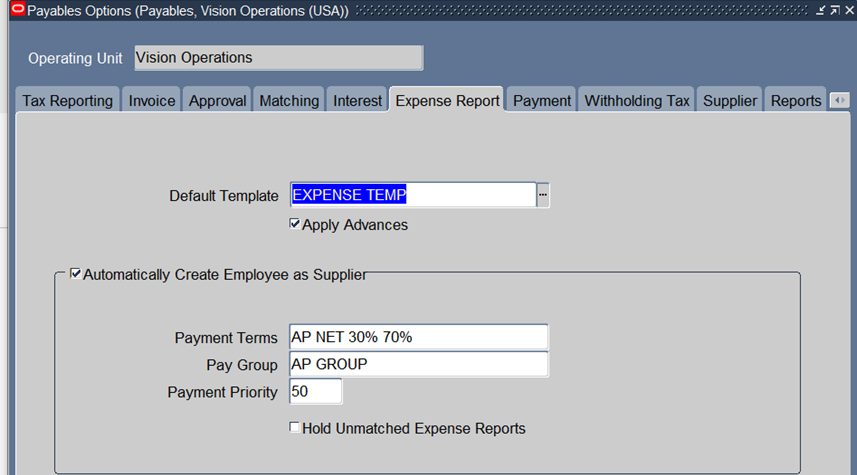 Payables Options (Payables, Vision Operations (USA))
Operating Unit Vision Operations
Tax Reporting Invoice Approval Matching Interest Expense Report Payment Withholding Tax Supplier Reports
Default Template EXPENSE TEMP ...
Apply Advances
Automatically Create Employee as Supplier
Payment Terms AP NET 30% 70%
Pay Group AP GROUP
Payment Priority 50
Hold Unmatched Expense Reports